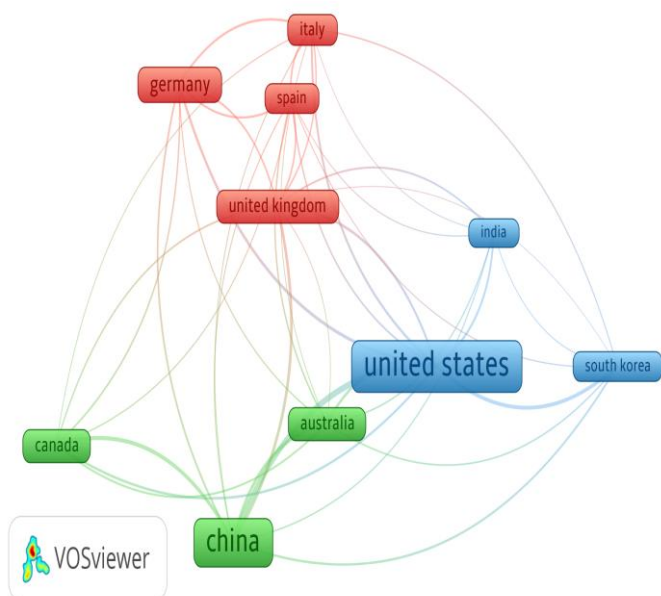 italy
germany
spain
united kingdom
india
united states
south korea
australia
canada
china
VOSviewer